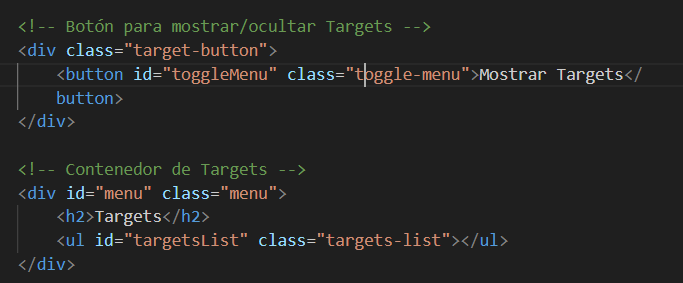 <!-- Botón para mostrar/ocultar Targets -->
<div class="target-button">
<button id="toggleMenu" class="toggle-menu">Mostrar Targets</
button>
</div>
<!-- Contenedor de Targets -->
<div id="menu" class="menu">
<h2>Targets</h2>
<ul id="targetsList" class="targets-list"></ul>
</div>